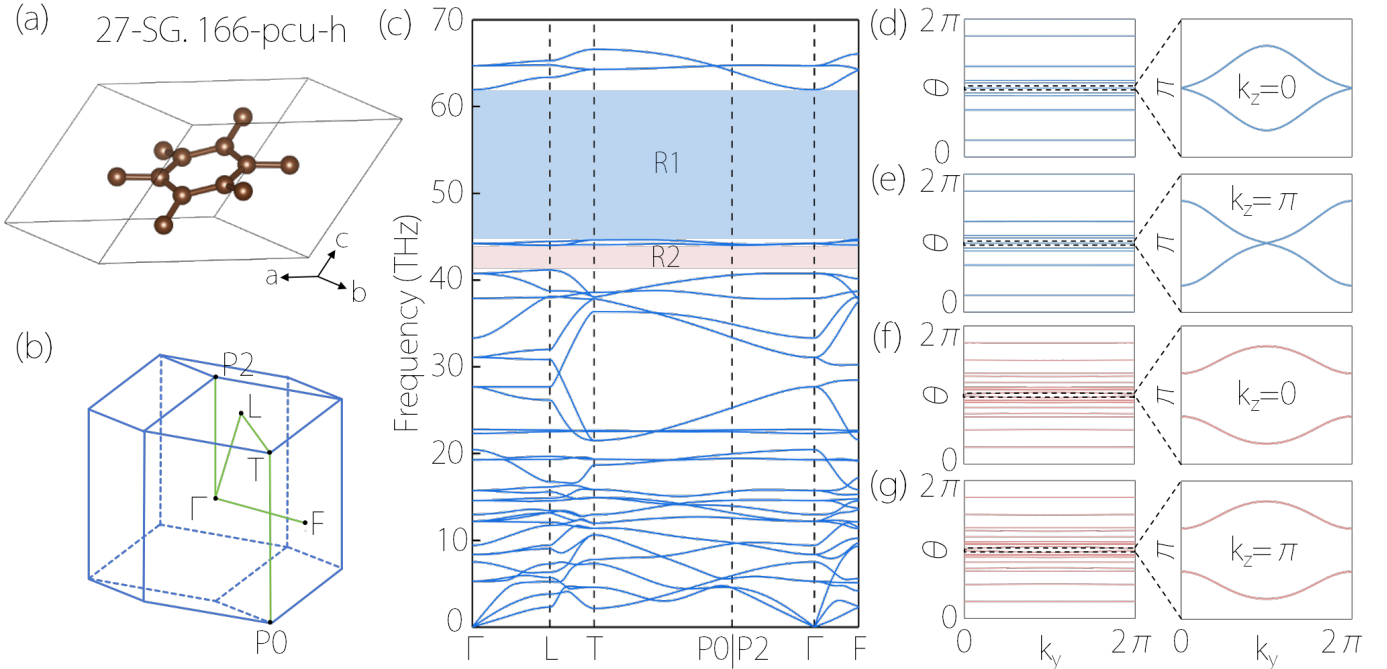 (a)
27-SG. 166-pcu-h
a
b
c
(b)
P2
L
T
Γ
F
P0
(c)
Frequency (THz)
70
60
50
40
30
20
10
0
R1
R2
Γ L T P0|P2 Γ F
(d)
2π
θ
0
π
k_z=0
(e)
2π
θ
0
π
k_z=π
(f)
2π
θ
0
π
k_z=0
(g)
2π
θ
0
π
k_z=π
0 k_y 2π
0 k_y 2π